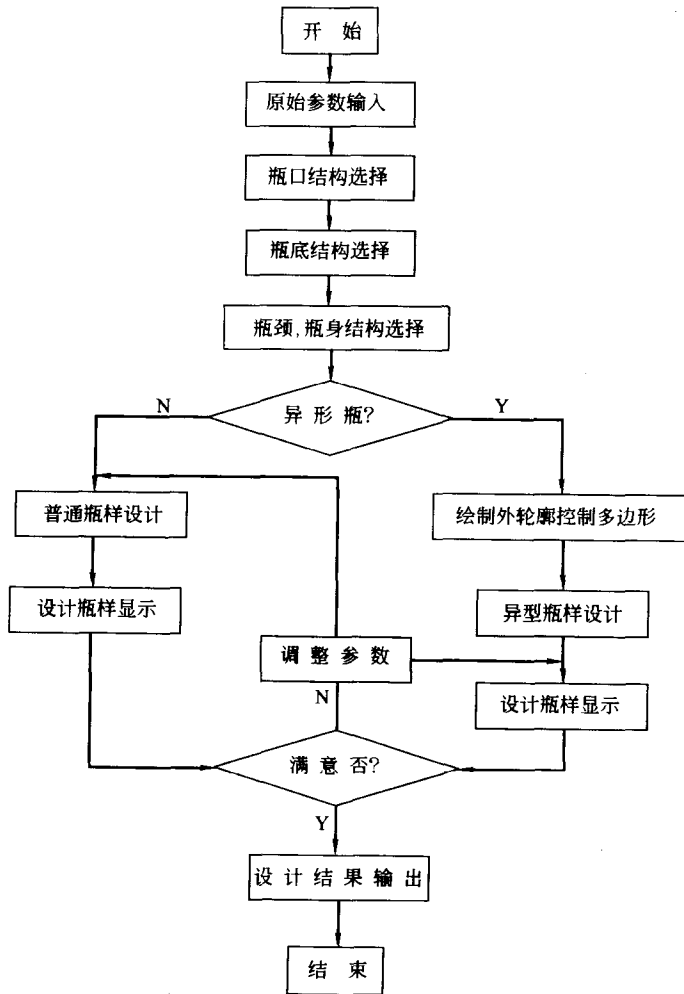 开 始
原始参数输入
瓶口结构选择
瓶底结构选择
瓶颈,瓶身结构选择
N
异 形 瓶?
Y
普通瓶样设计
绘制外轮廓控制多边形
设计瓶样显示
异型瓶样设计
调 整 参 数
N
设计瓶样显示
满 意 否?
Y
设 计 结 果 输 出
结 束